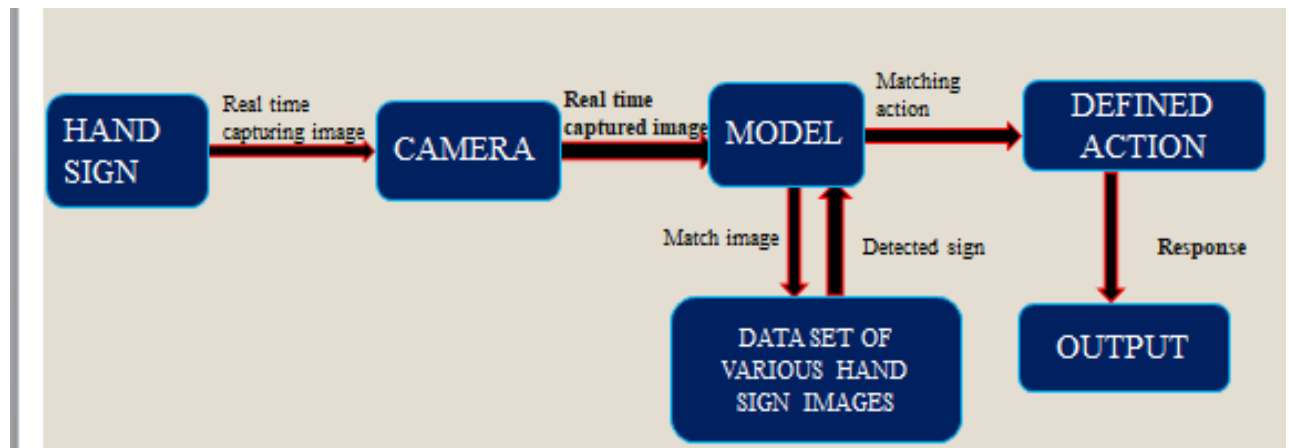 HAND
SIGN
Real time
capturing image
CAMERA
Real time
captured image
MODEL
Matching
action
DEFINED
ACTION
Match image
Detected sign
Response
DATA SET OF
VARIOUS HAND
SIGN IMAGES
OUTPUT